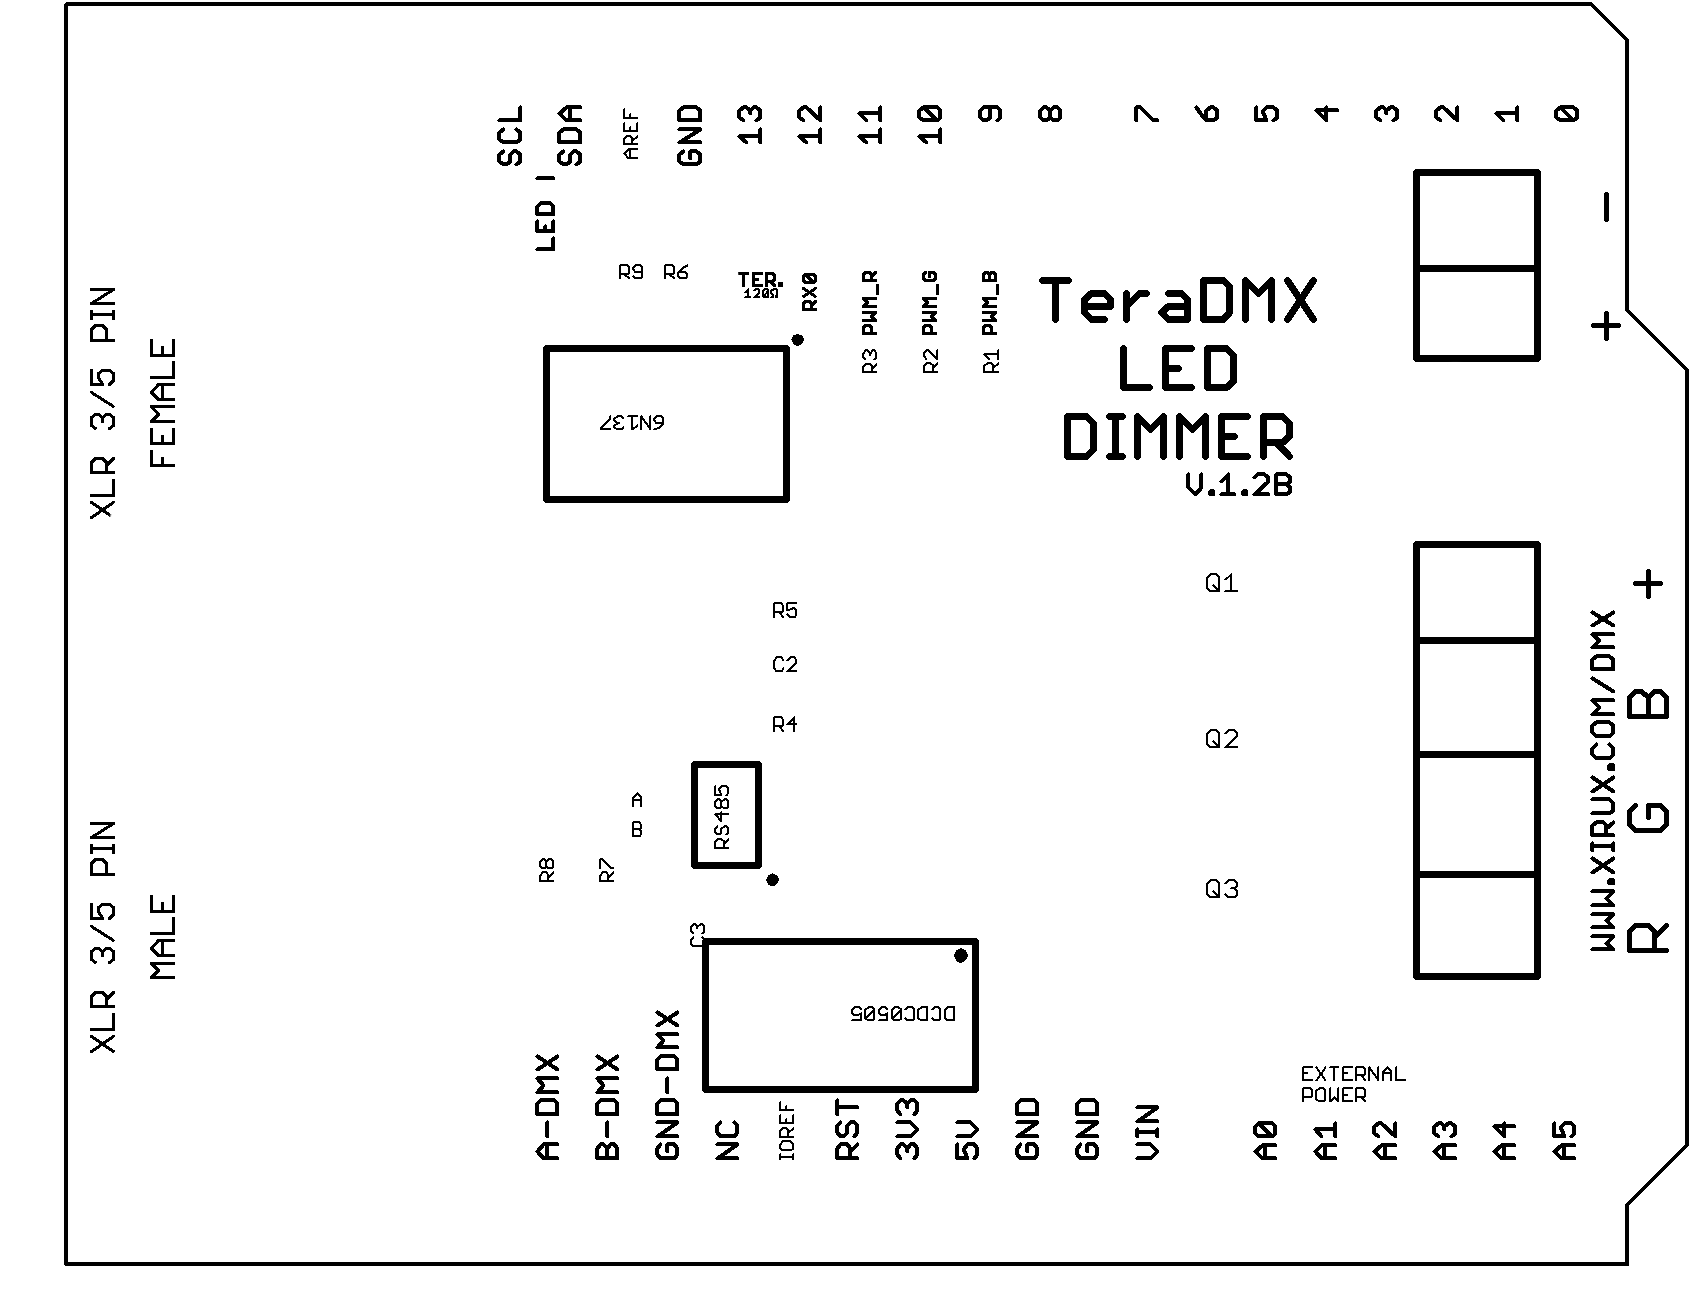 SCL
SDA
AREF
GND
13
12
11
10
9
8
7
6
5
4
3
2
1
0
LED 1
R9
R6
TER.
120Ω
RX0
PWM_R
PWM_G
PWM_B
R3
R2
R1
TeraDMX
LED
DIMMER
V.1.2B
-
+
XLR 3/5 PIN
FEMALE
6N137
Q1
R5
C2
R4
Q2
+
B
G
R
WWW.XIRUX.COM/DMX
A
B
RS485
R8
R7
Q3
C3
XLR 3/5 PIN
MALE
DCDC0505
EXTERNAL
POWER
A-DMX
B-DMX
GND-DMX
NC
IOREF
RST
3V3
5V
GND
GND
VIN
A0
A1
A2
A3
A4
A5